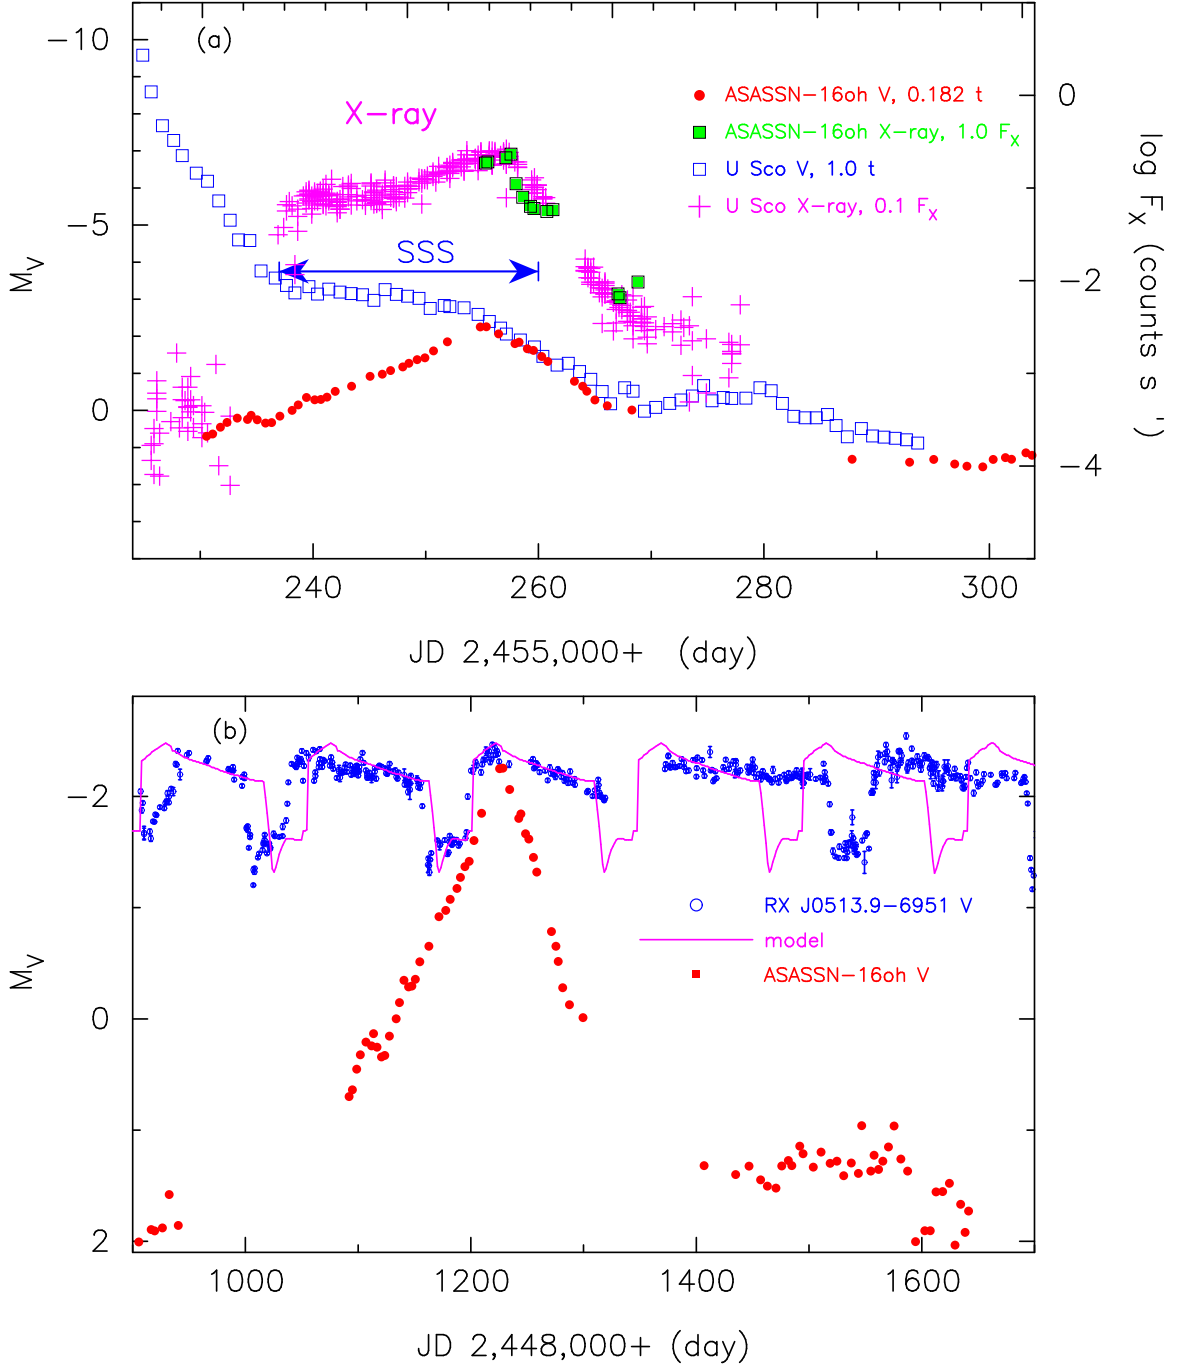 (a)
X-ray
SSS
ASASSN-16oh V, 0.182 t
ASASSN-16oh X-ray, 1.0 F_X
U Sco V, 1.0 t
U Sco X-ray, 0.1 F_X
M_V
-10
-5
0
log F_X (counts s^-1)
0
-2
-4
240
260
280
300
JD 2,455,000+ (day)
(b)
RX J0513.9-6951 V
model
ASASSN-16oh V
M_V
-2
0
2
1000
1200
1400
1600
JD 2,448,000+ (day)